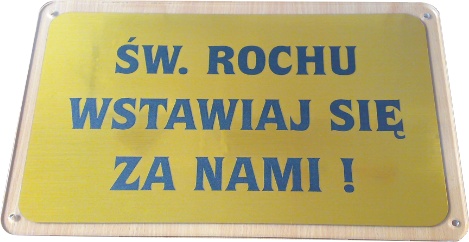 ŚW. ROCHU
WSTAWIAJ SIĘ
ZA NAMI !